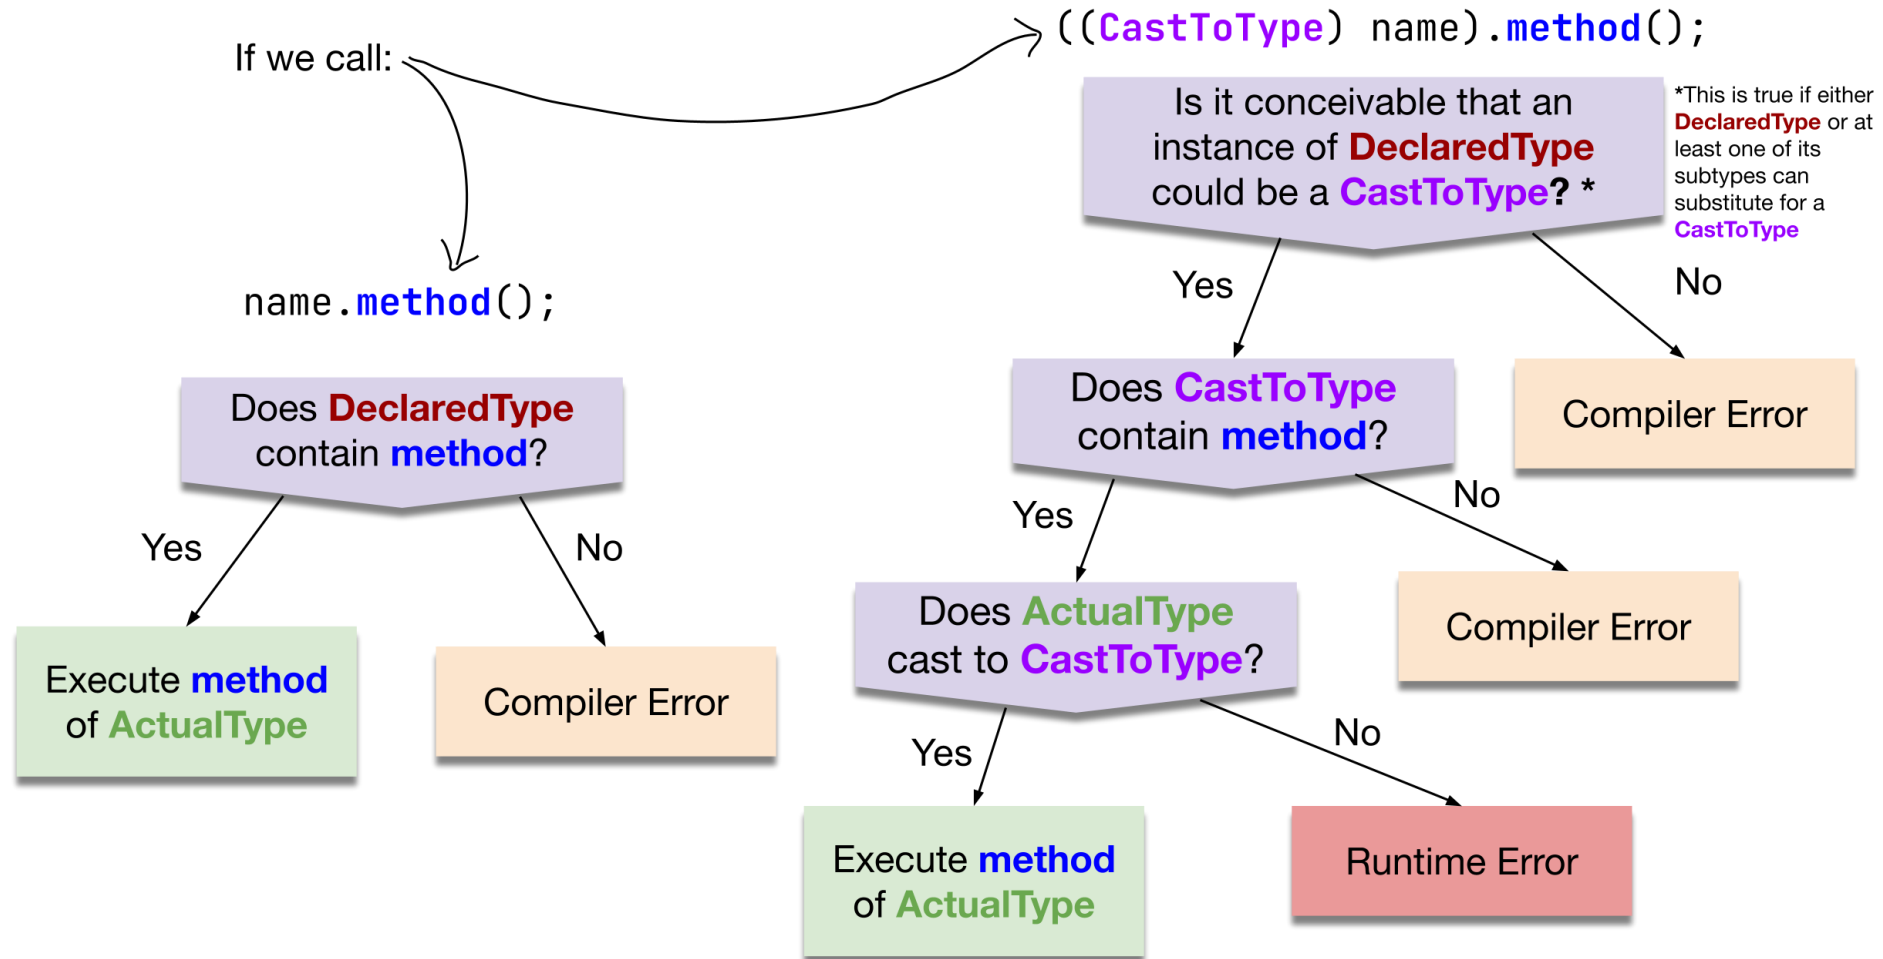 If we call:
((CastToType) name).method();
Is it conceivable that an
instance of DeclaredType
could be a CastToType? *
*This is true if either
DeclaredType or at
least one of its
subtypes can
substitute for a
CastToType
Yes
No
name.method();
Does DeclaredType
contain method?
Yes
No
Execute method
of ActualType
Compiler Error
Does CastToType
contain method?
Compiler Error
Yes
No
Does ActualType
cast to CastToType?
Compiler Error
Yes
No
Execute method
of ActualType
Runtime Error